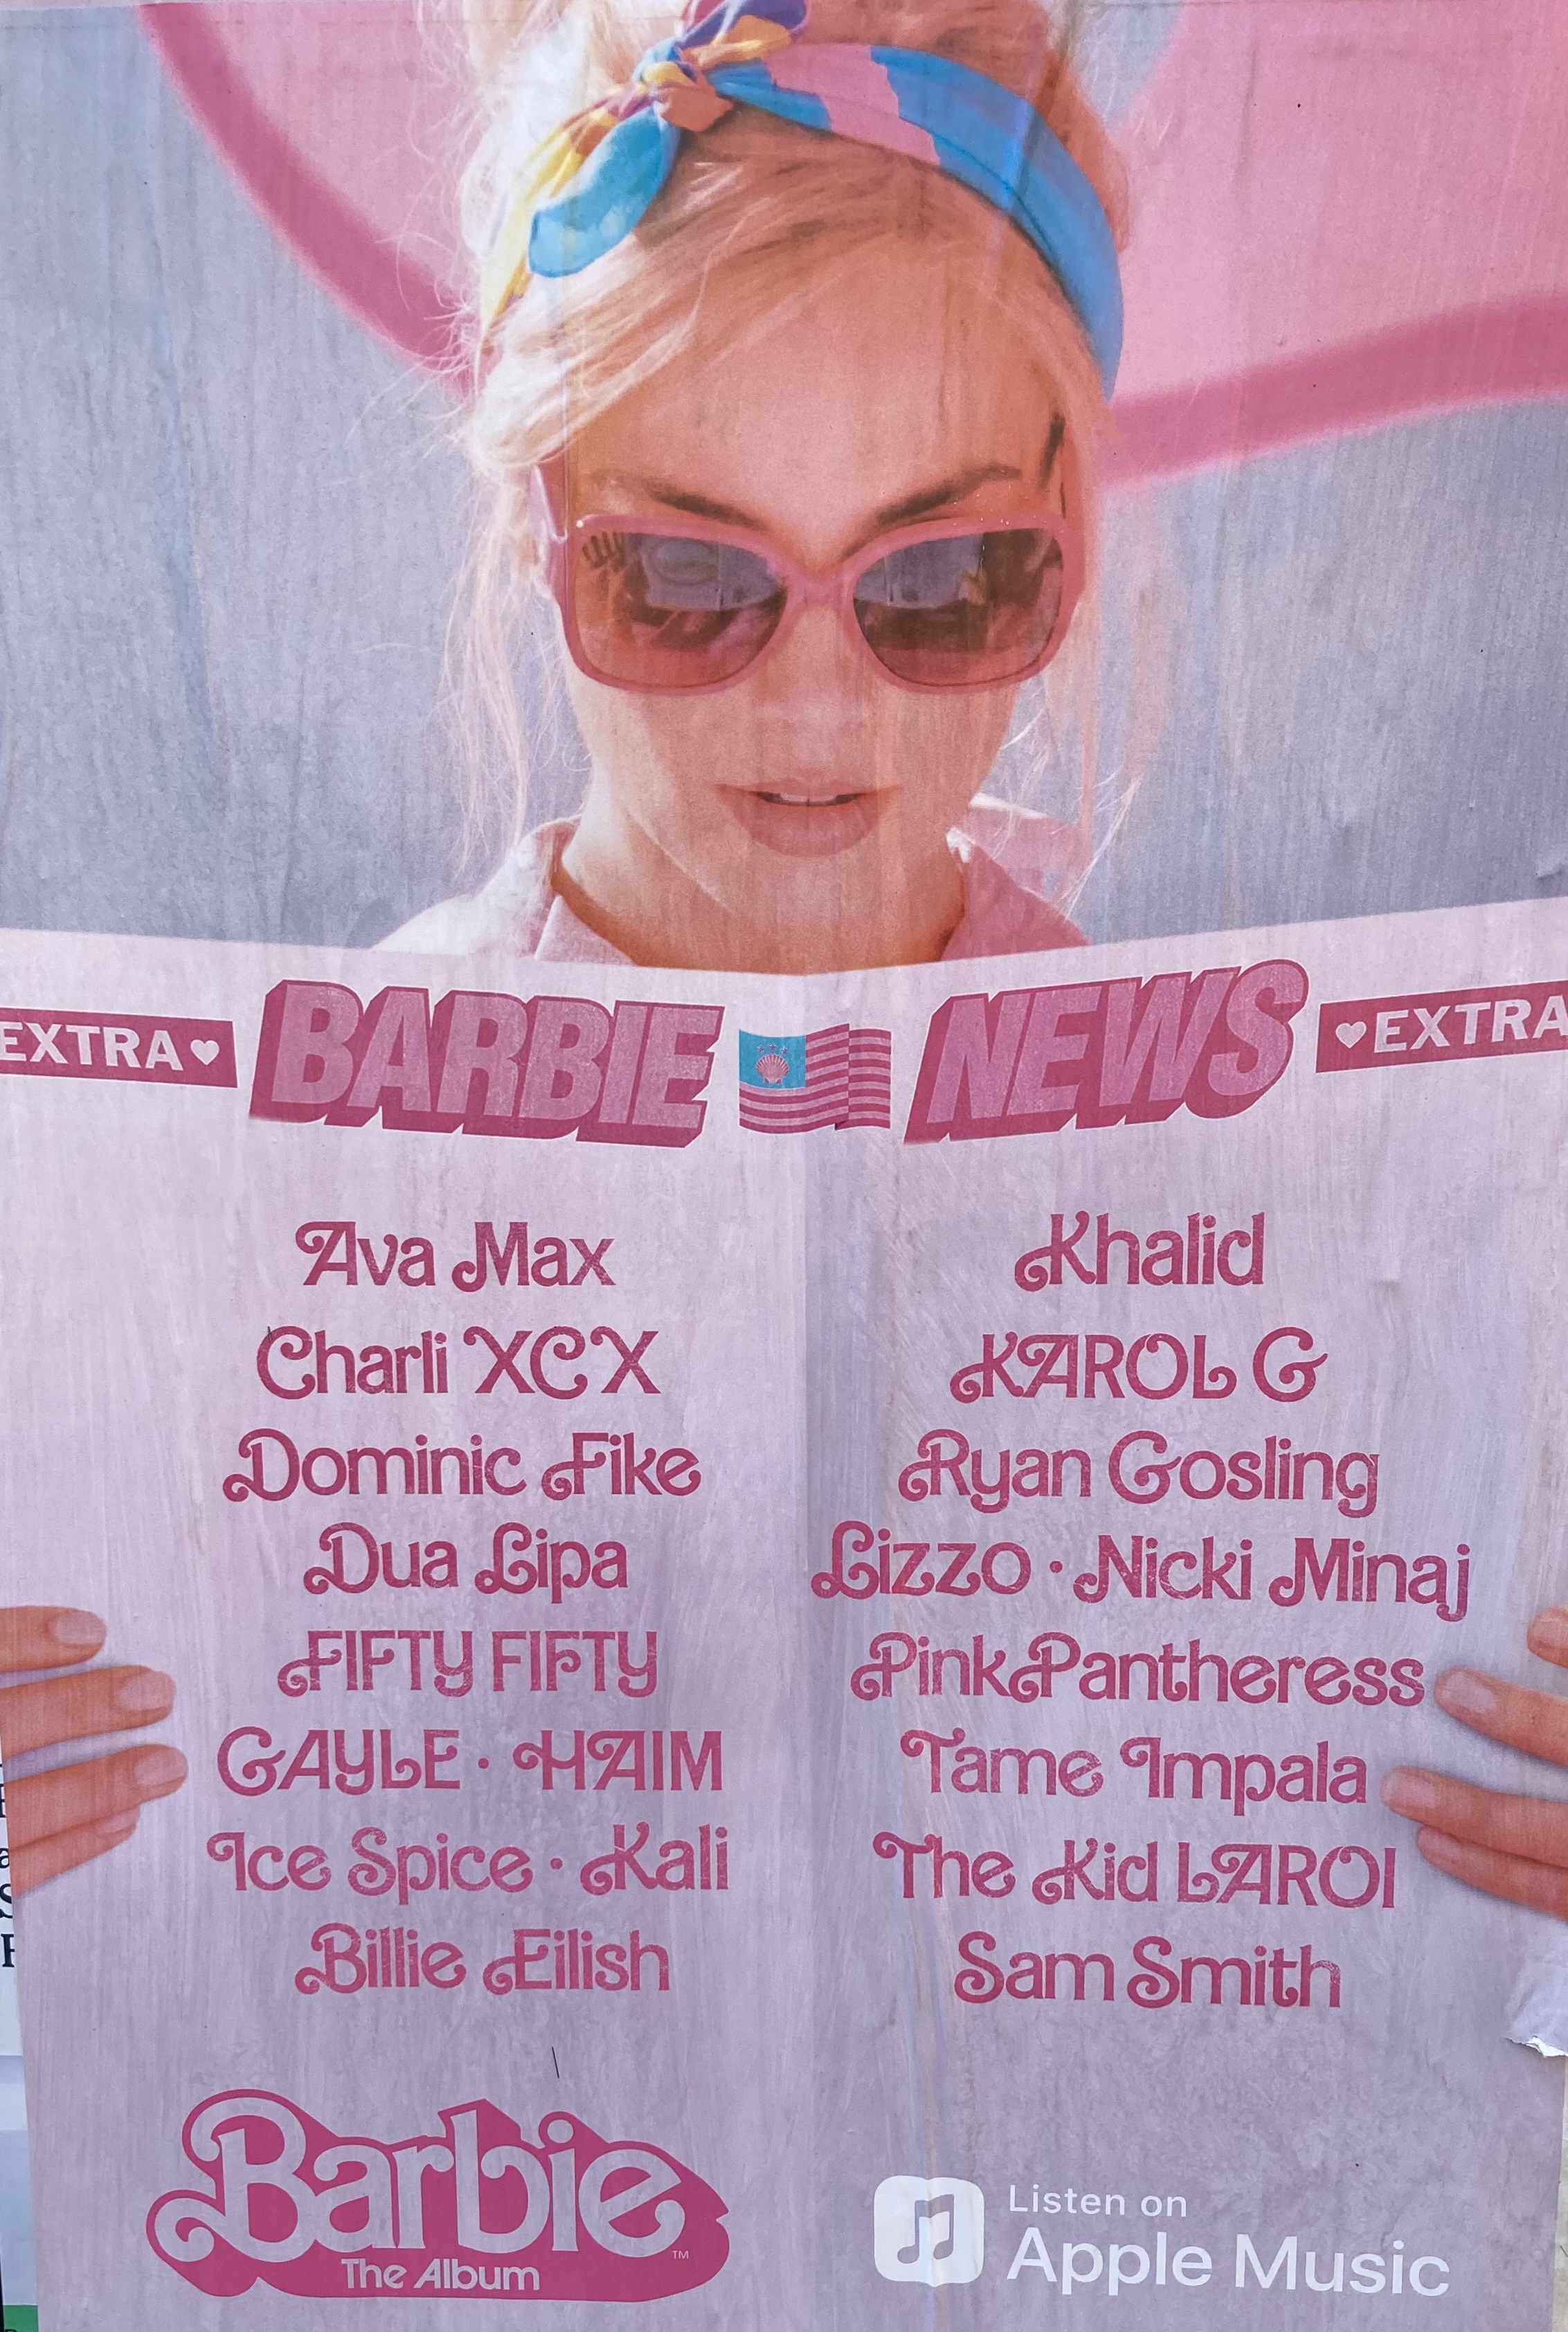 EXTRA♥ BARBIE NEWS ♥EXTRA
Ava Max
Charli XCX
Dominic Fike
Dua Lipa
FIFTY FIFTY
GAYLE · HAIM
Ice Spice · Kali
Billie Eilish
Khalid
KAROL G
Ryan Gosling
Lizzo · Nicki Minaj
PinkPantheress
Tame Impala
The Kid LAROI
Sam Smith
Barbie™
The Album
Listen on
Apple Music